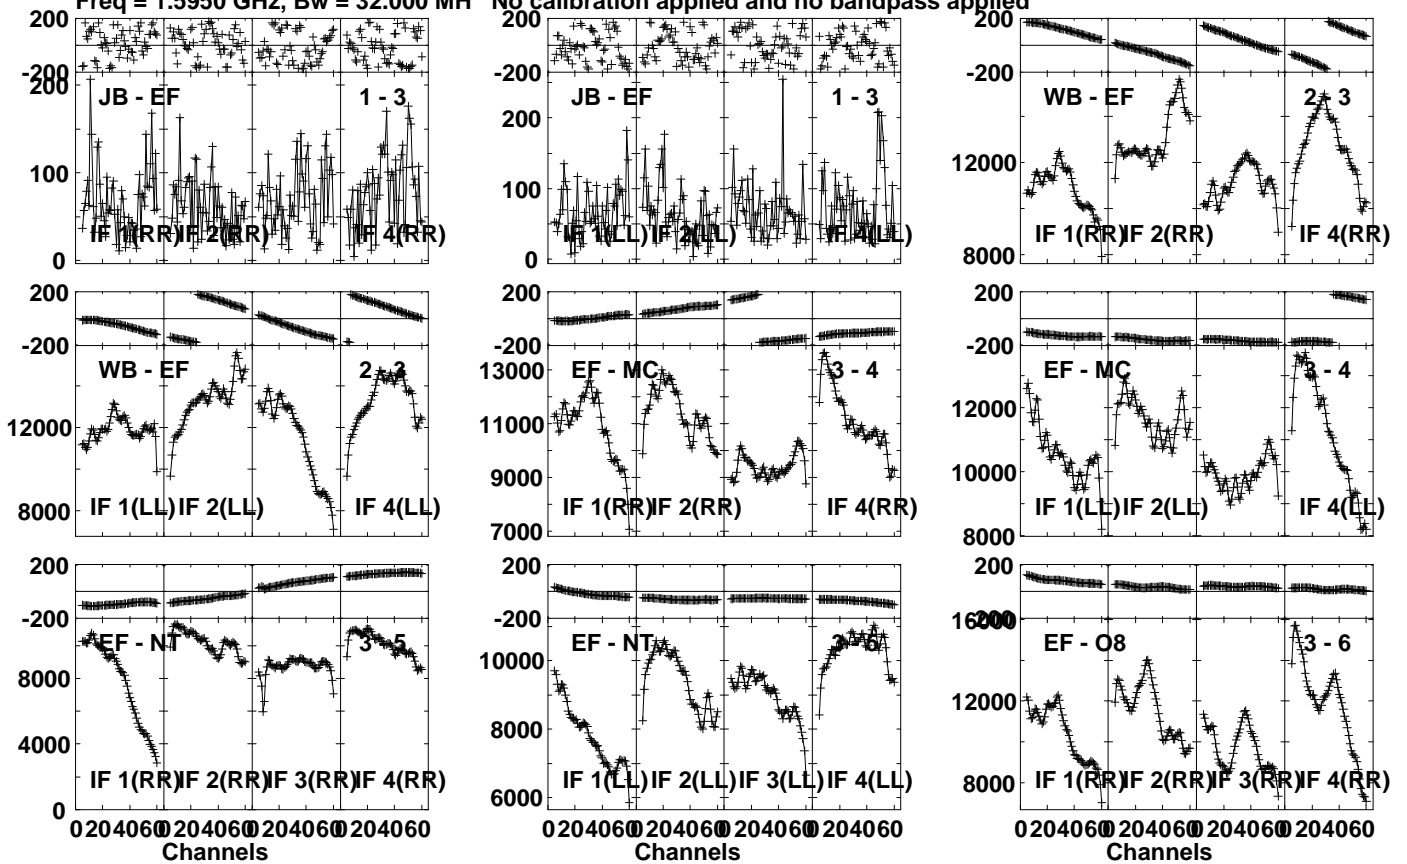 Freq = 1.5950 GHz, Bw = 32.000 MH No calibration applied and no bandpass applied
200
-200
200
100
0
JB - EF 1 - 3
IF 1(RR) IF 2(RR) IF 4(RR)
200
100
0
JB - EF 1 - 3
IF 1(LL) IF 2(LL) IF 4(LL)
200
-200
12000
8000
WB - EF 2 - 3
IF 1(RR) IF 2(RR) IF 4(RR)
200
-200
12000
8000
WB - EF 2 - 3
IF 1(LL) IF 2(LL) IF 4(LL)
200
-200
13000
11000
9000
7000
EF - MC 3 - 4
IF 1(RR) IF 2(RR) IF 4(RR)
200
-200
12000
10000
8000
EF - MC 3 - 4
IF 1(LL) IF 2(LL) IF 4(LL)
200
-200
8000
4000
0
EF - NT 3 - 5
IF 1(RR) IF 2(RR) IF 3(RR) IF 4(RR)
0 20 40 60 0 20 40 60 0 20 40 60 0 20 40 60
Channels
200
-200
10000
8000
6000
EF - NT 3 - 5
IF 1(LL) IF 2(LL) IF 3(LL) IF 4(LL)
0 20 40 60 0 20 40 60 0 20 40 60 0 20 40 60
Channels
200
-200
16000
12000
8000
EF - O8 3 - 6
IF 1(RR) IF 2(RR) IF 3(RR) IF 4(RR)
0 20 40 60 0 20 40 60 0 20 40 60 0 20 40 60
Channels